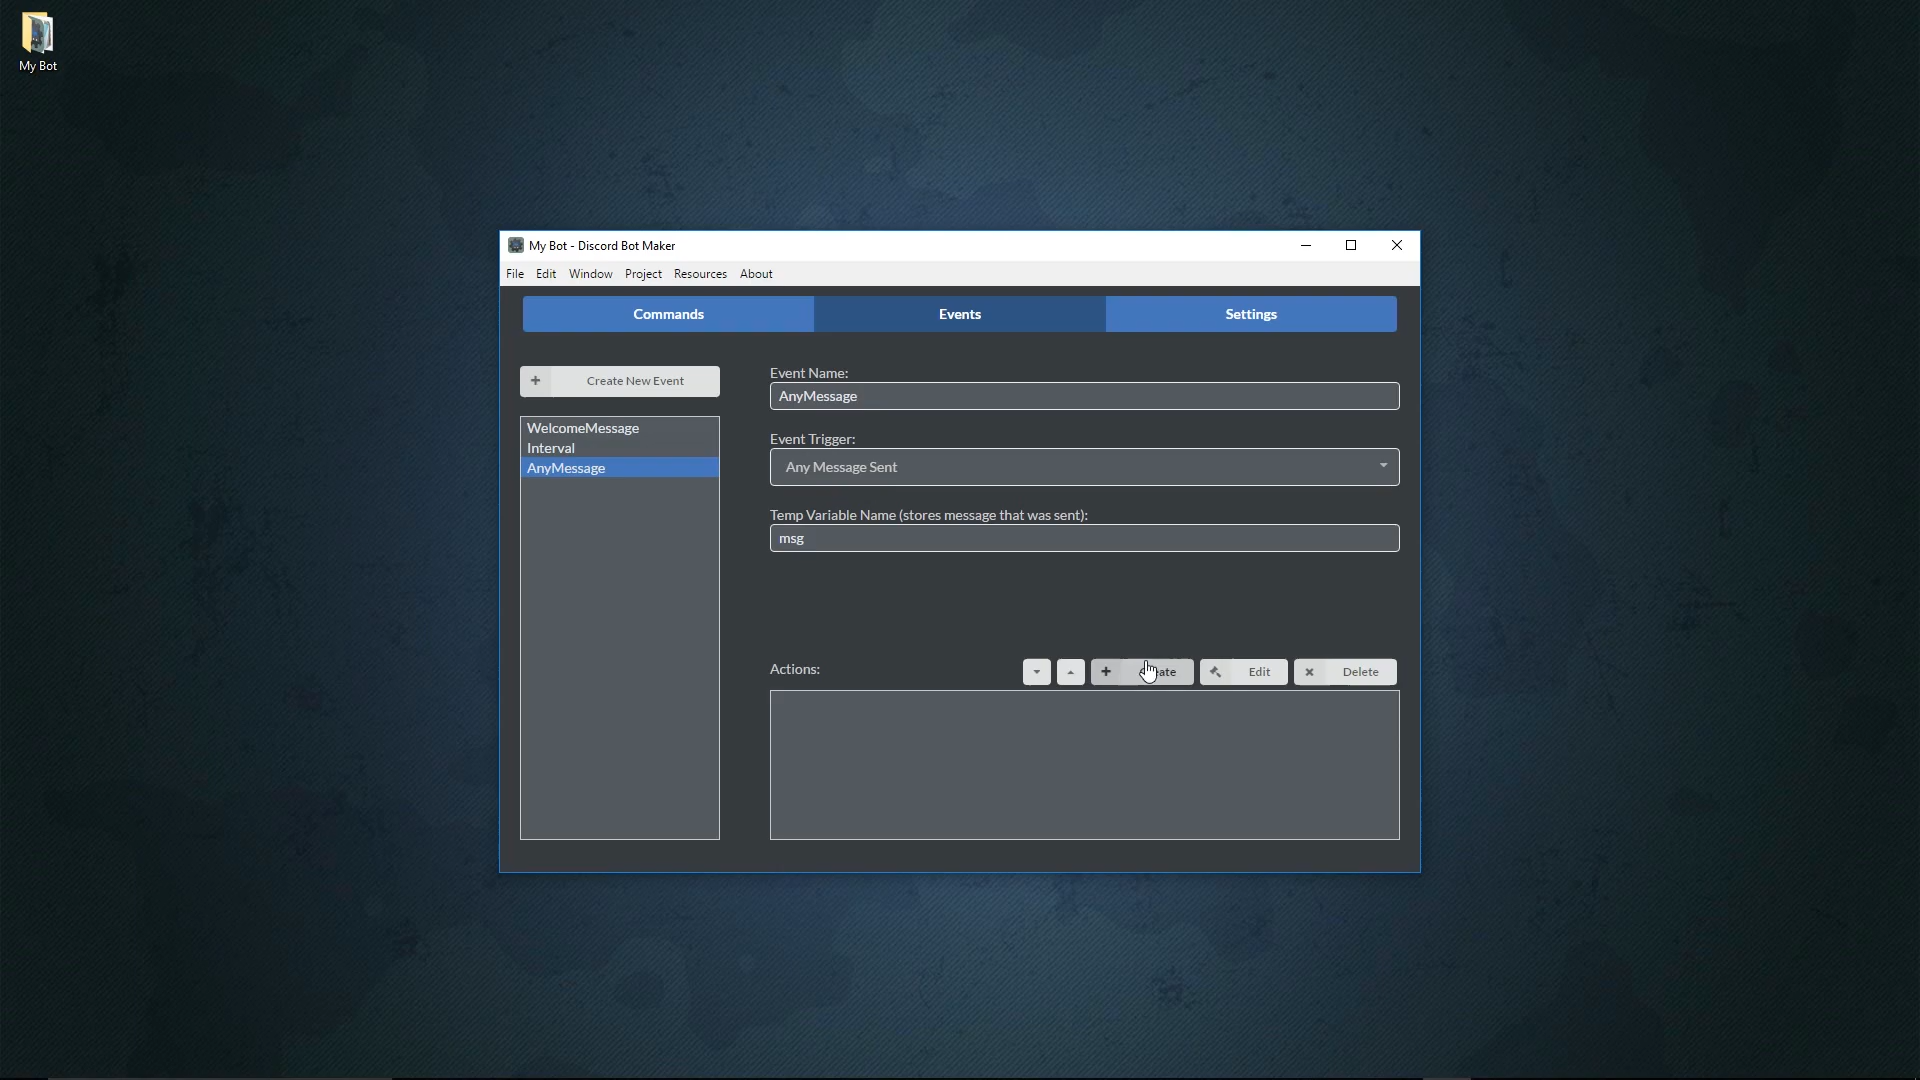 My Bot
My Bot - Discord Bot Maker
File Edit Window Project Resources About
Commands Events Settings
Create New Event
WelcomeMessage
Interval
AnyMessage
Event Name:
AnyMessage
Event Trigger:
Any Message Sent
Temp Variable Name (stores message that was sent):
msg
Actions:
Edit
Delete